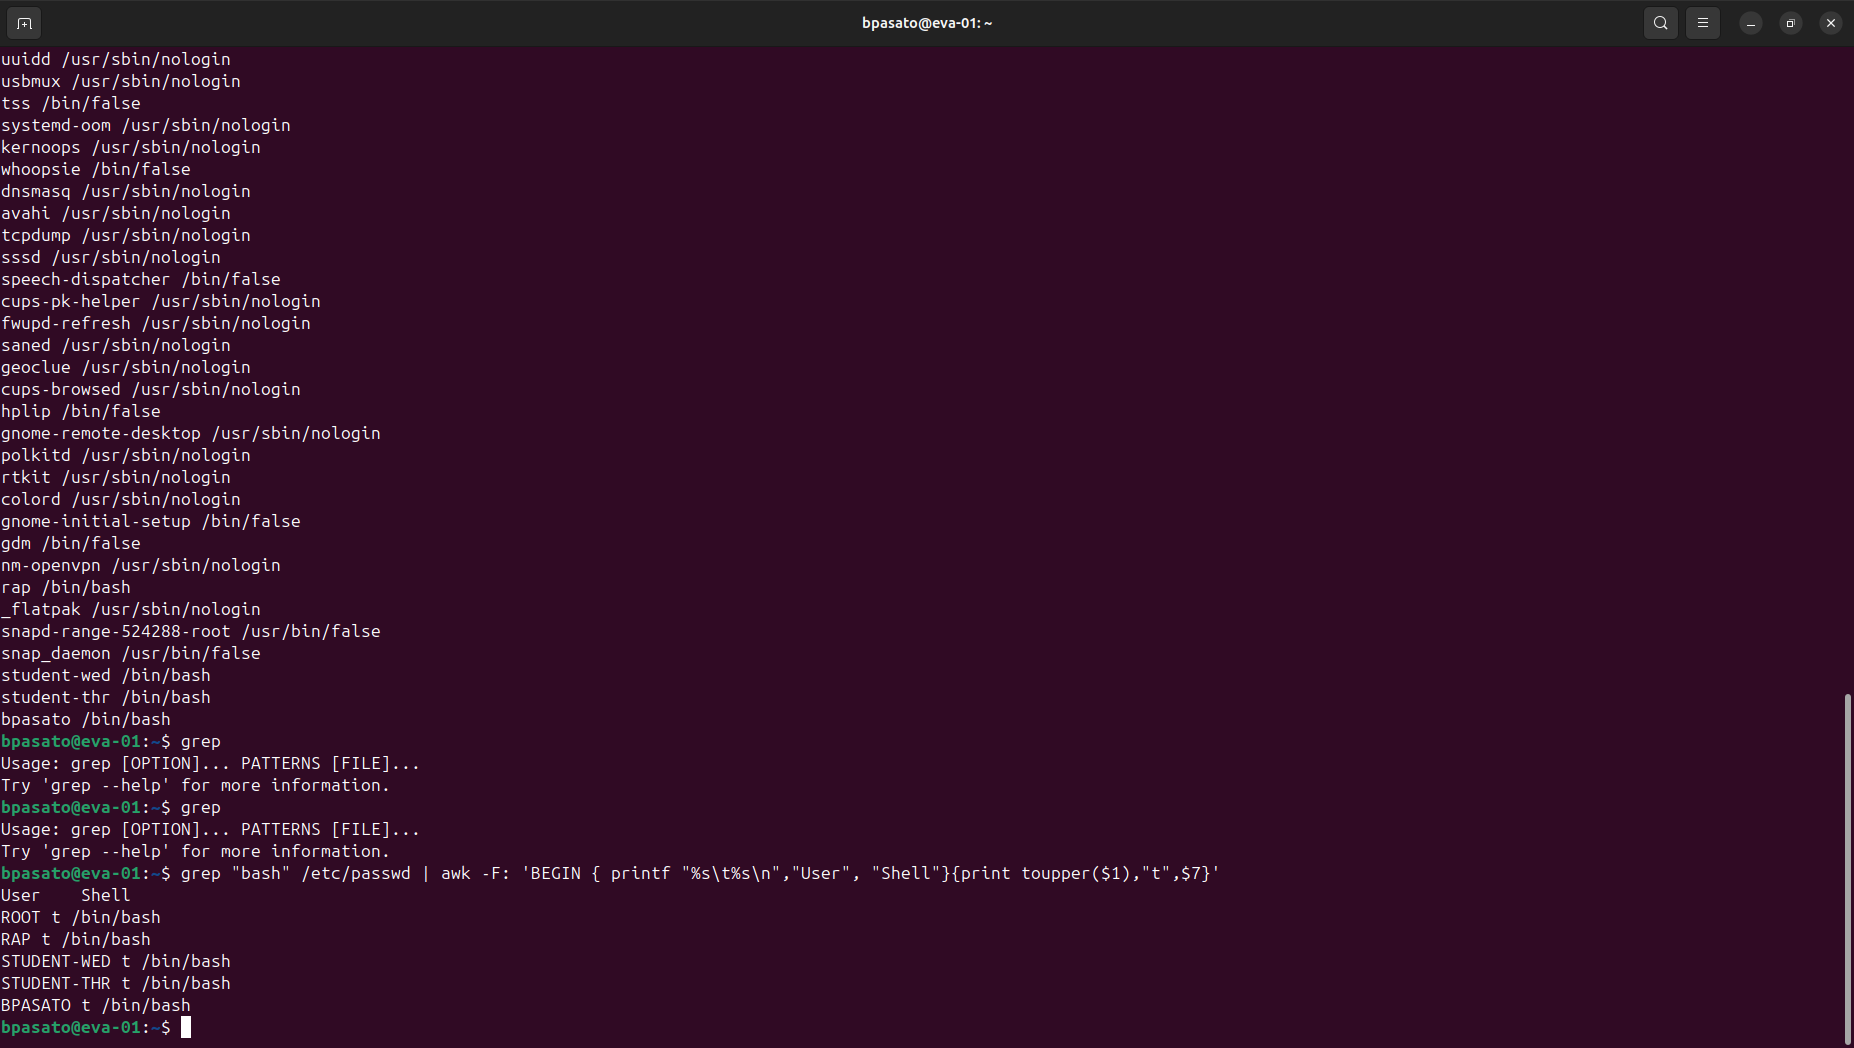 bpasato@eva-01: ~
uuidd /usr/sbin/nologin
usbmux /usr/sbin/nologin
tss /bin/false
systemd-oom /usr/sbin/nologin
kernoops /usr/sbin/nologin
whoopsie /bin/false
dnsmasq /usr/sbin/nologin
avahi /usr/sbin/nologin
tcpdump /usr/sbin/nologin
sssd /usr/sbin/nologin
speech-dispatcher /bin/false
cups-pk-helper /usr/sbin/nologin
fwupd-refresh /usr/sbin/nologin
saned /usr/sbin/nologin
geoclue /usr/sbin/nologin
cups-browsed /usr/sbin/nologin
hplip /bin/false
gnome-remote-desktop /usr/sbin/nologin
polkitd /usr/sbin/nologin
rtkit /usr/sbin/nologin
colord /usr/sbin/nologin
gnome-initial-setup /bin/false
gdm /bin/false
nm-openvpn /usr/sbin/nologin
rap /bin/bash
_flatpak /usr/sbin/nologin
snapd-range-524288-root /usr/bin/false
snap_daemon /usr/bin/false
student-wed /bin/bash
student-thr /bin/bash
bpasato /bin/bash
bpasato@eva-01:~$ grep
Usage: grep [OPTION]... PATTERNS [FILE]...
Try 'grep --help' for more information.
bpasato@eva-01:~$ grep
Usage: grep [OPTION]... PATTERNS [FILE]...
Try 'grep --help' for more information.
bpasato@eva-01:~$ grep "bash" /etc/passwd | awk -F: 'BEGIN { printf "%s\t%s\n","User", "Shell"}{print toupper($1),"t",$7}'
User    Shell
ROOT t /bin/bash
RAP t /bin/bash
STUDENT-WED t /bin/bash
STUDENT-THR t /bin/bash
BPASATO t /bin/bash
bpasato@eva-01:~$